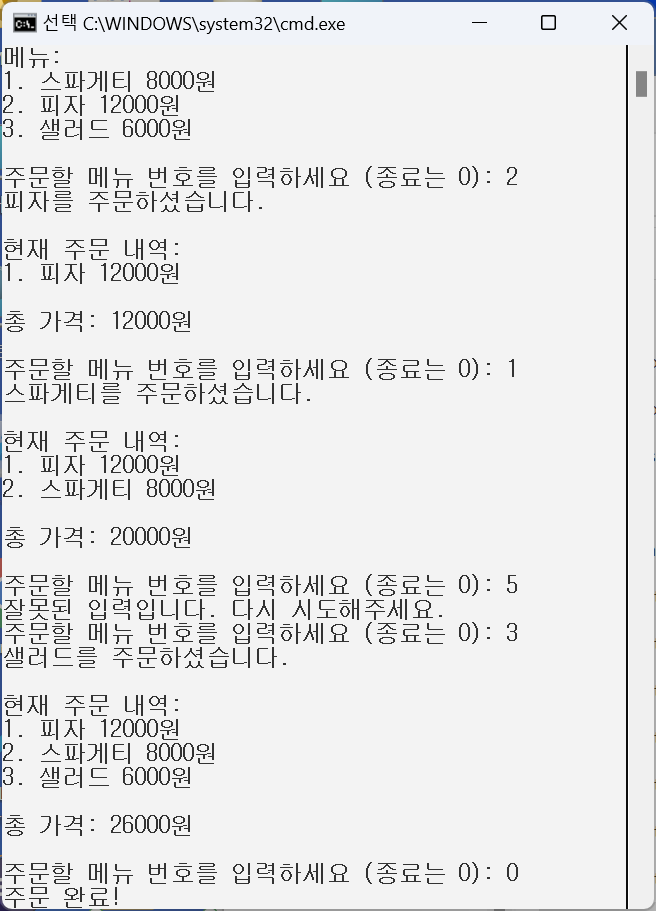 선택 C:\WINDOWS\system32\cmd.exe
메뉴:
1. 스파게티 8000원
2. 피자 12000원
3. 샐러드 6000원
주문할 메뉴 번호를 입력하세요 (종료는 0): 2
피자를 주문하셨습니다.
현재 주문 내역:
1. 피자 12000원
총 가격: 12000원
주문할 메뉴 번호를 입력하세요 (종료는 0): 1
스파게티를 주문하셨습니다.
현재 주문 내역:
1. 피자 12000원
2. 스파게티 8000원
총 가격: 20000원
주문할 메뉴 번호를 입력하세요 (종료는 0): 5
잘못된 입력입니다. 다시 시도해주세요.
주문할 메뉴 번호를 입력하세요 (종료는 0): 3
샐러드를 주문하셨습니다.
현재 주문 내역:
1. 피자 12000원
2. 스파게티 8000원
3. 샐러드 6000원
총 가격: 26000원
주문할 메뉴 번호를 입력하세요 (종료는 0): 0
주문 완료!